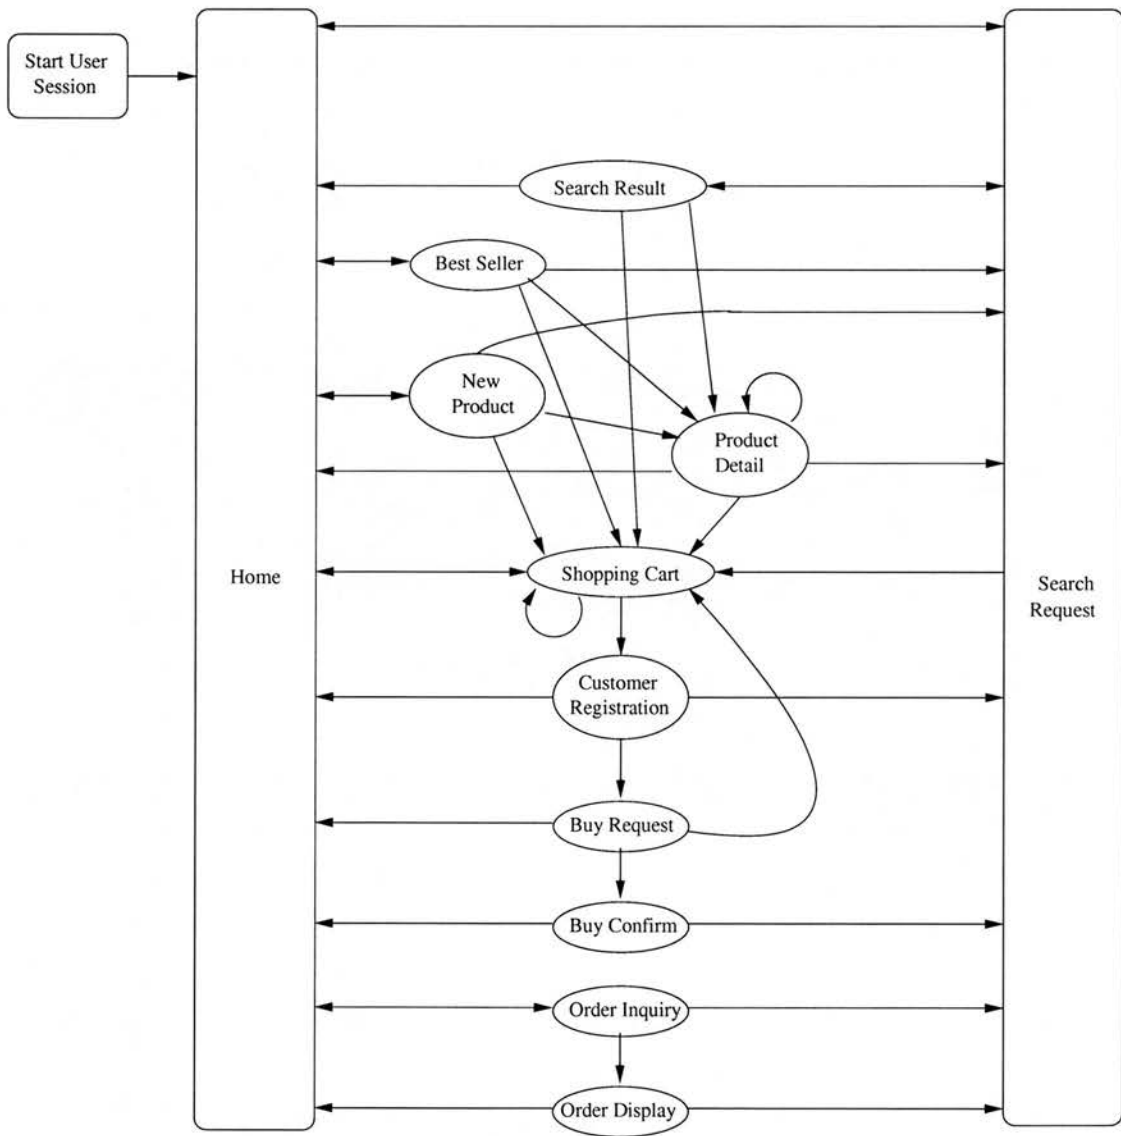 Start User
Session
Search Result
Best Seller
New
Product
Product
Detail
Home
Shopping Cart
Search
Request
Customer
Registration
Buy Request
Buy Confirm
Order Inquiry
Order Display